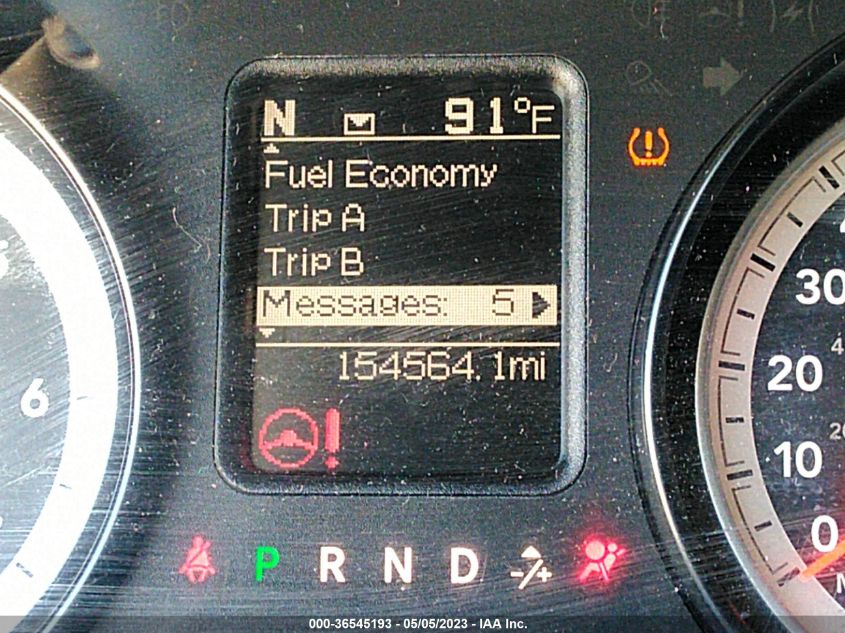 N 91°F
Fuel Economy
Trip A
Trip B
Messages: 5
154564.1mi
!
6
30
20
10
0
P R N D -/+
000-36545193 - 05/05/2023 - IAA Inc.